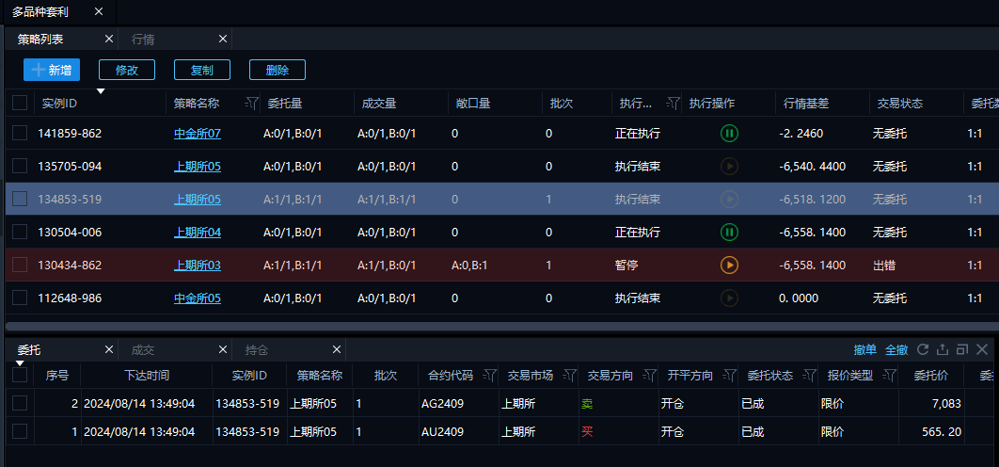 多品种套利
策略列表 行情
新增 修改 复制 删除
实例ID 策略名称 委托量 成交量 敞口量 批次 执行... 执行操作 行情基差 交易状态 委托数
141859-862 中金所07 A:0/1,B:0/1 A:0/1,B:0/1 0 0 正在执行 -2. 2460 无委托 1:1
135705-094 上期所05 A:0/1,B:0/1 A:0/1,B:0/1 0 0 执行结束 -6,540. 4400 无委托 1:1
134853-519 上期所05 A:1/1,B:1/1 A:1/1,B:1/1 0 1 执行结束 -6,518. 1200 无委托 1:1
130504-006 上期所04 A:0/1,B:0/1 A:0/1,B:0/1 0 0 正在执行 -6,558. 1400 无委托 1:1
130434-862 上期所03 A:1/1,B:1/1 A:1/1,B:0/1 A:0,B:1 1 暂停 -6,558. 1400 出错 1:1
112648-986 中金所05 A:0/1,B:0/1 A:0/1,B:0/1 0 0 执行结束 0. 0000 无委托 1:1
委托 成交 持仓 撤单 全撤
序号 下达时间 实例ID 策略名称 批次 合约代码 交易市场 交易方向 开平方向 委托状态 报价类型 委托价 委
2 2024/08/14 13:49:04 134853-519 上期所05 1 AG2409 上期所 卖 开仓 已成 限价 7,083
1 2024/08/14 13:49:04 134853-519 上期所05 1 AU2409 上期所 买 开仓 已成 限价 565. 20